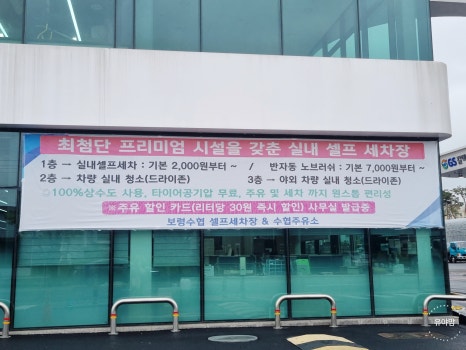 최첨단 프리미엄 시설을 갖춘 실내 셀프 세차장
1층 → 실내셀프세차 : 기본 2,000원부터 ~ / 반자동 노브러쉬 : 기본 7,000원부터 ~
2층 → 차량 실내 청소(드라이존) 3층 → 야외 차량 실내 청소(드라이존)
◎100%상수도 사용, 타이어공기압 무료, 주유 및 세차 까지 원스톱 편리성
주유 할인 카드(리터당 30원 즉시 할인) 사무실 발급중
보령수협 셀프세차장 & 수협주유소
GS
유야맘